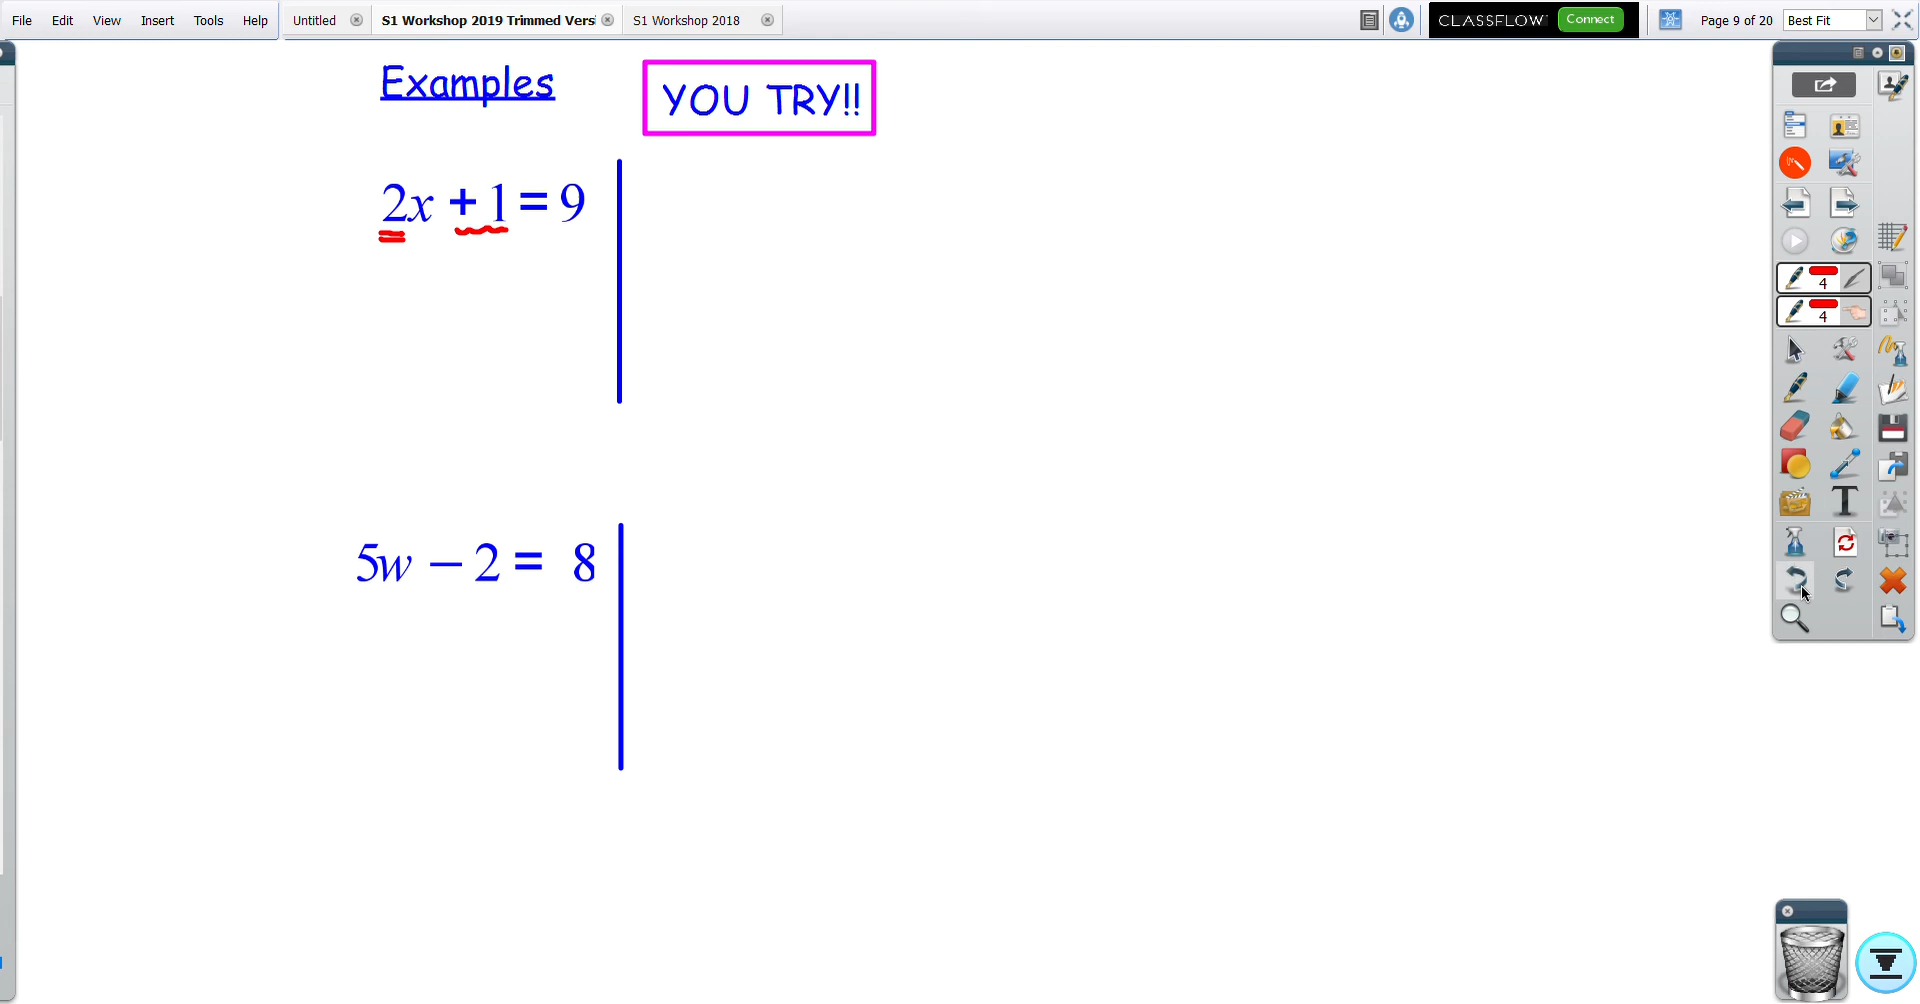 File Edit View Insert Tools Help Untitled S1 Workshop 2019 Trimmed Vers S1 Workshop 2018 CLASSFLOW Connect Page 9 of 20 Best Fit
Examples YOU TRY!!
2x + 1 = 9
4
4
T
5w − 2 = 8